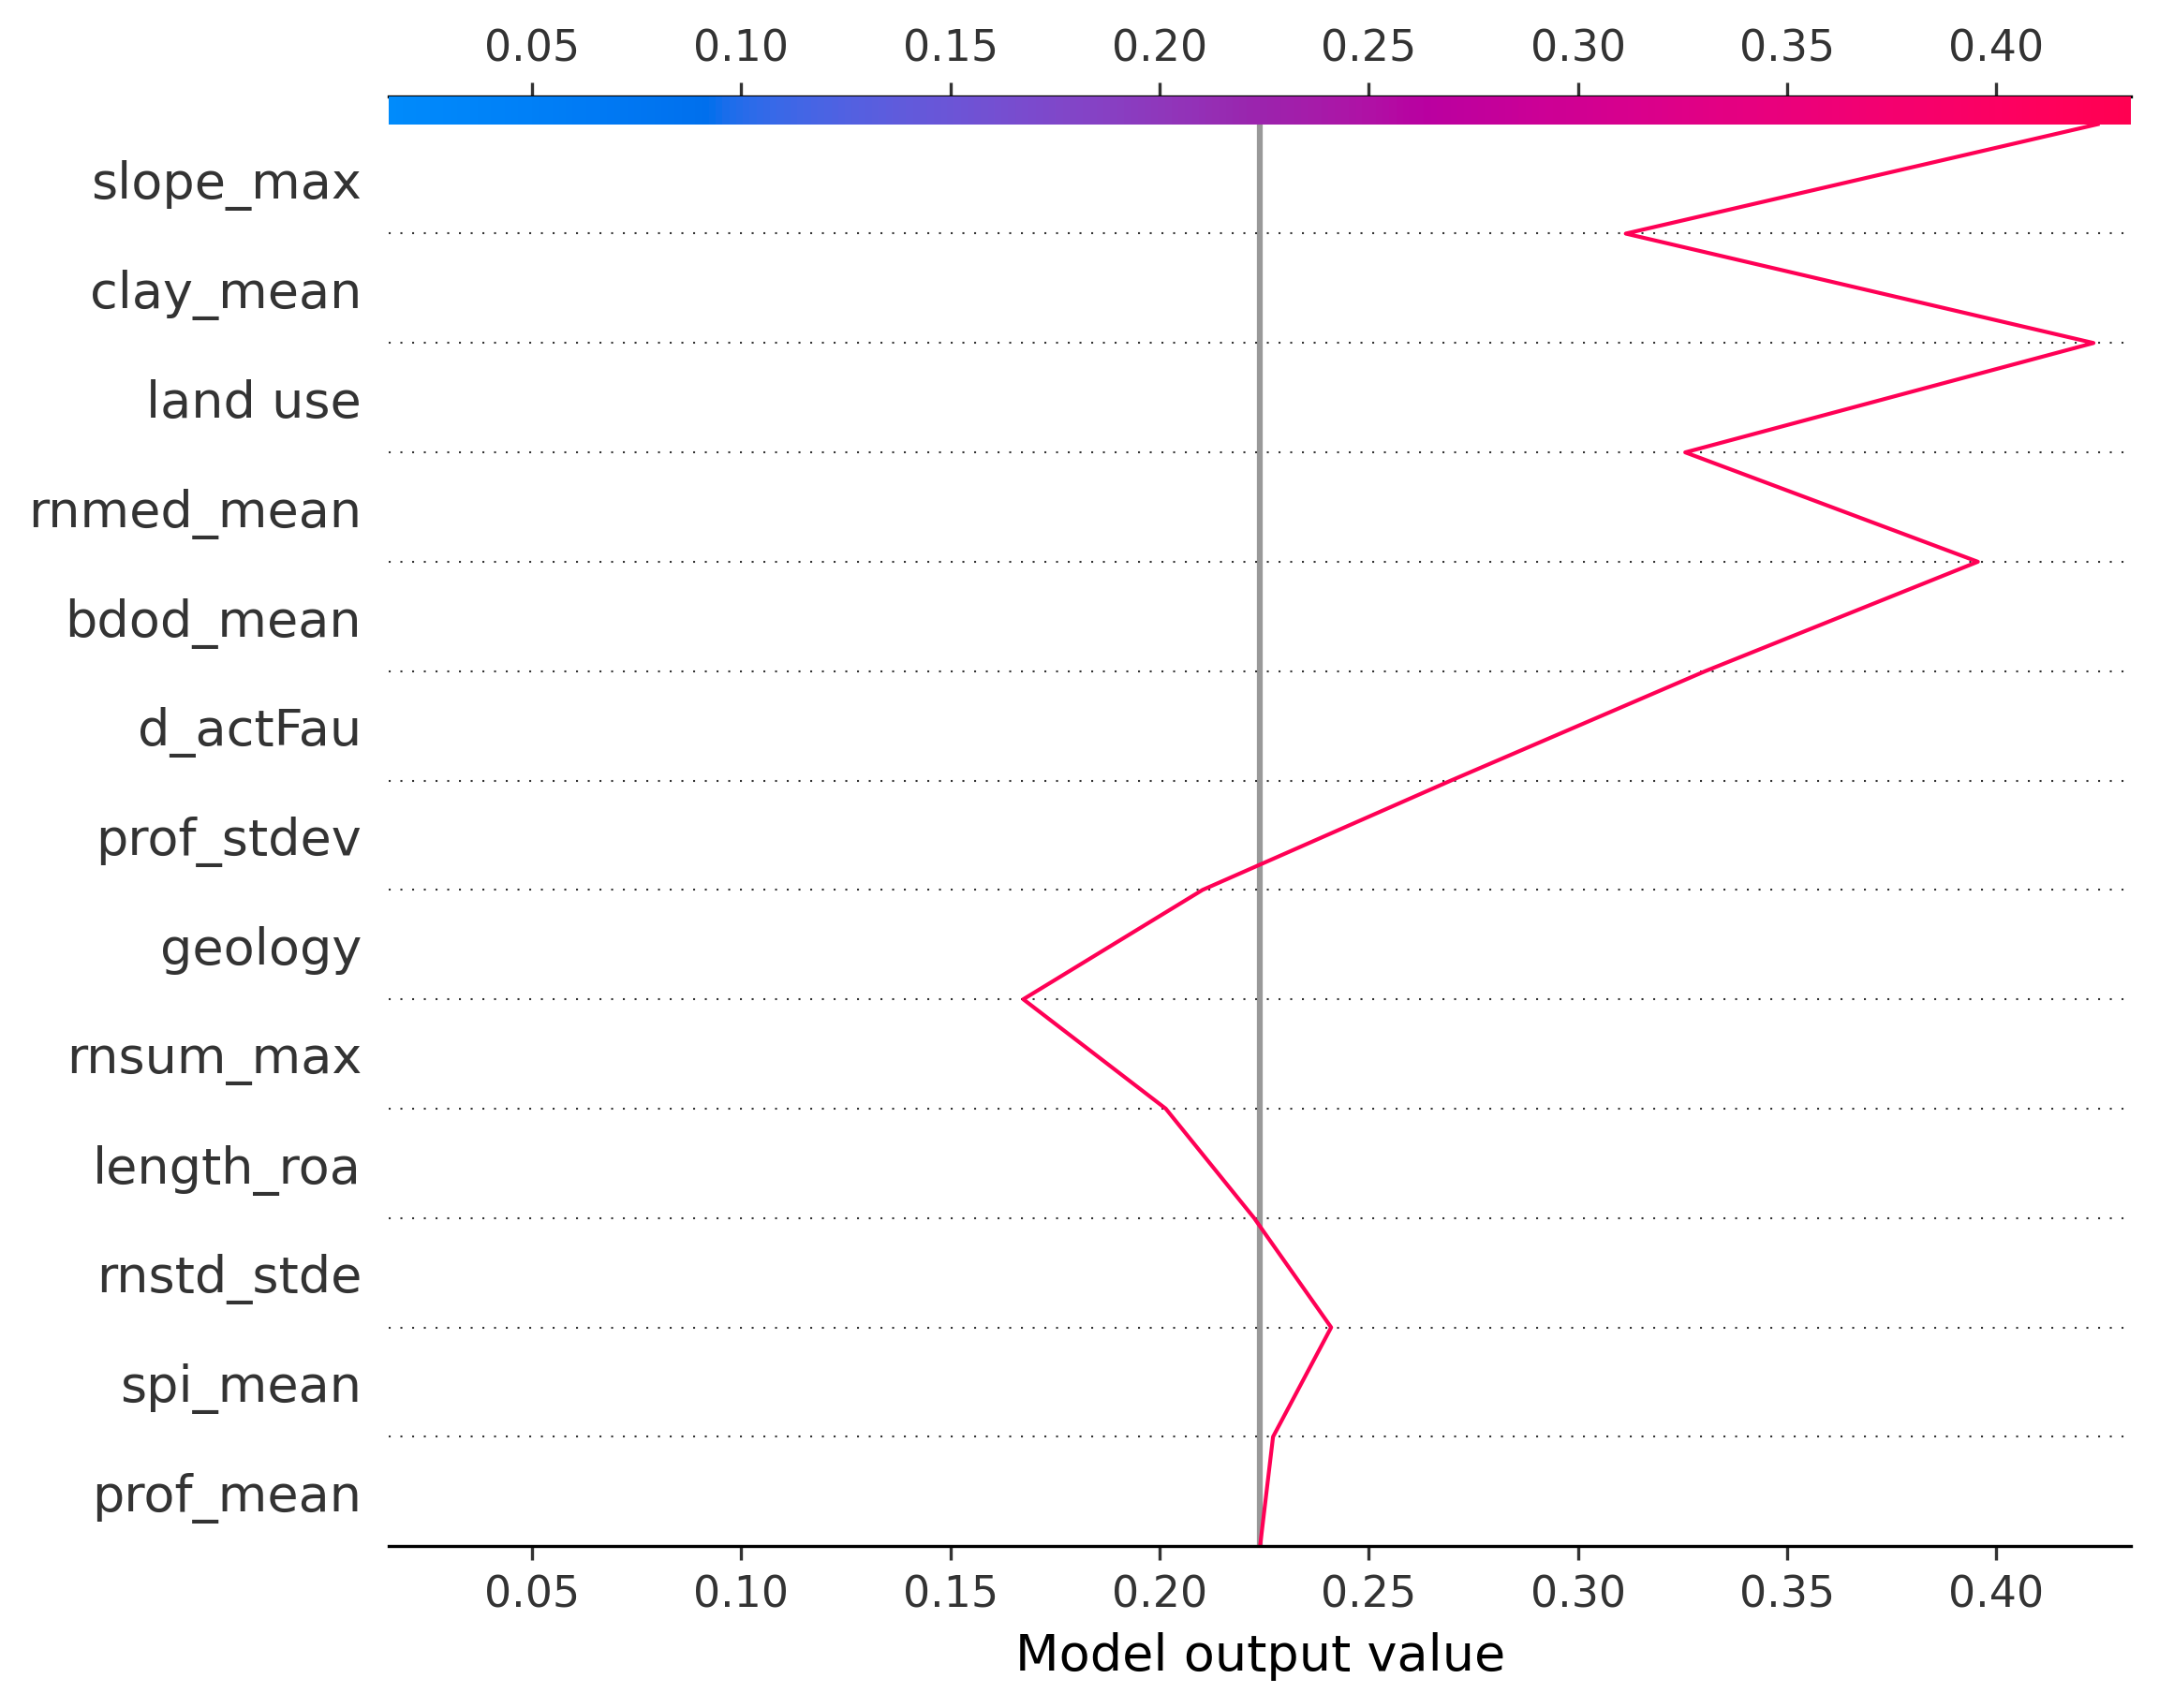 0.05 0.10 0.15 0.20 0.25 0.30 0.35 0.40
slope_max
clay_mean
land use
rnmed_mean
bdod_mean
d_actFau
prof_stdev
geology
rnsum_max
length_roa
rnstd_stde
spi_mean
prof_mean
0.05 0.10 0.15 0.20 0.25 0.30 0.35 0.40
Model output value